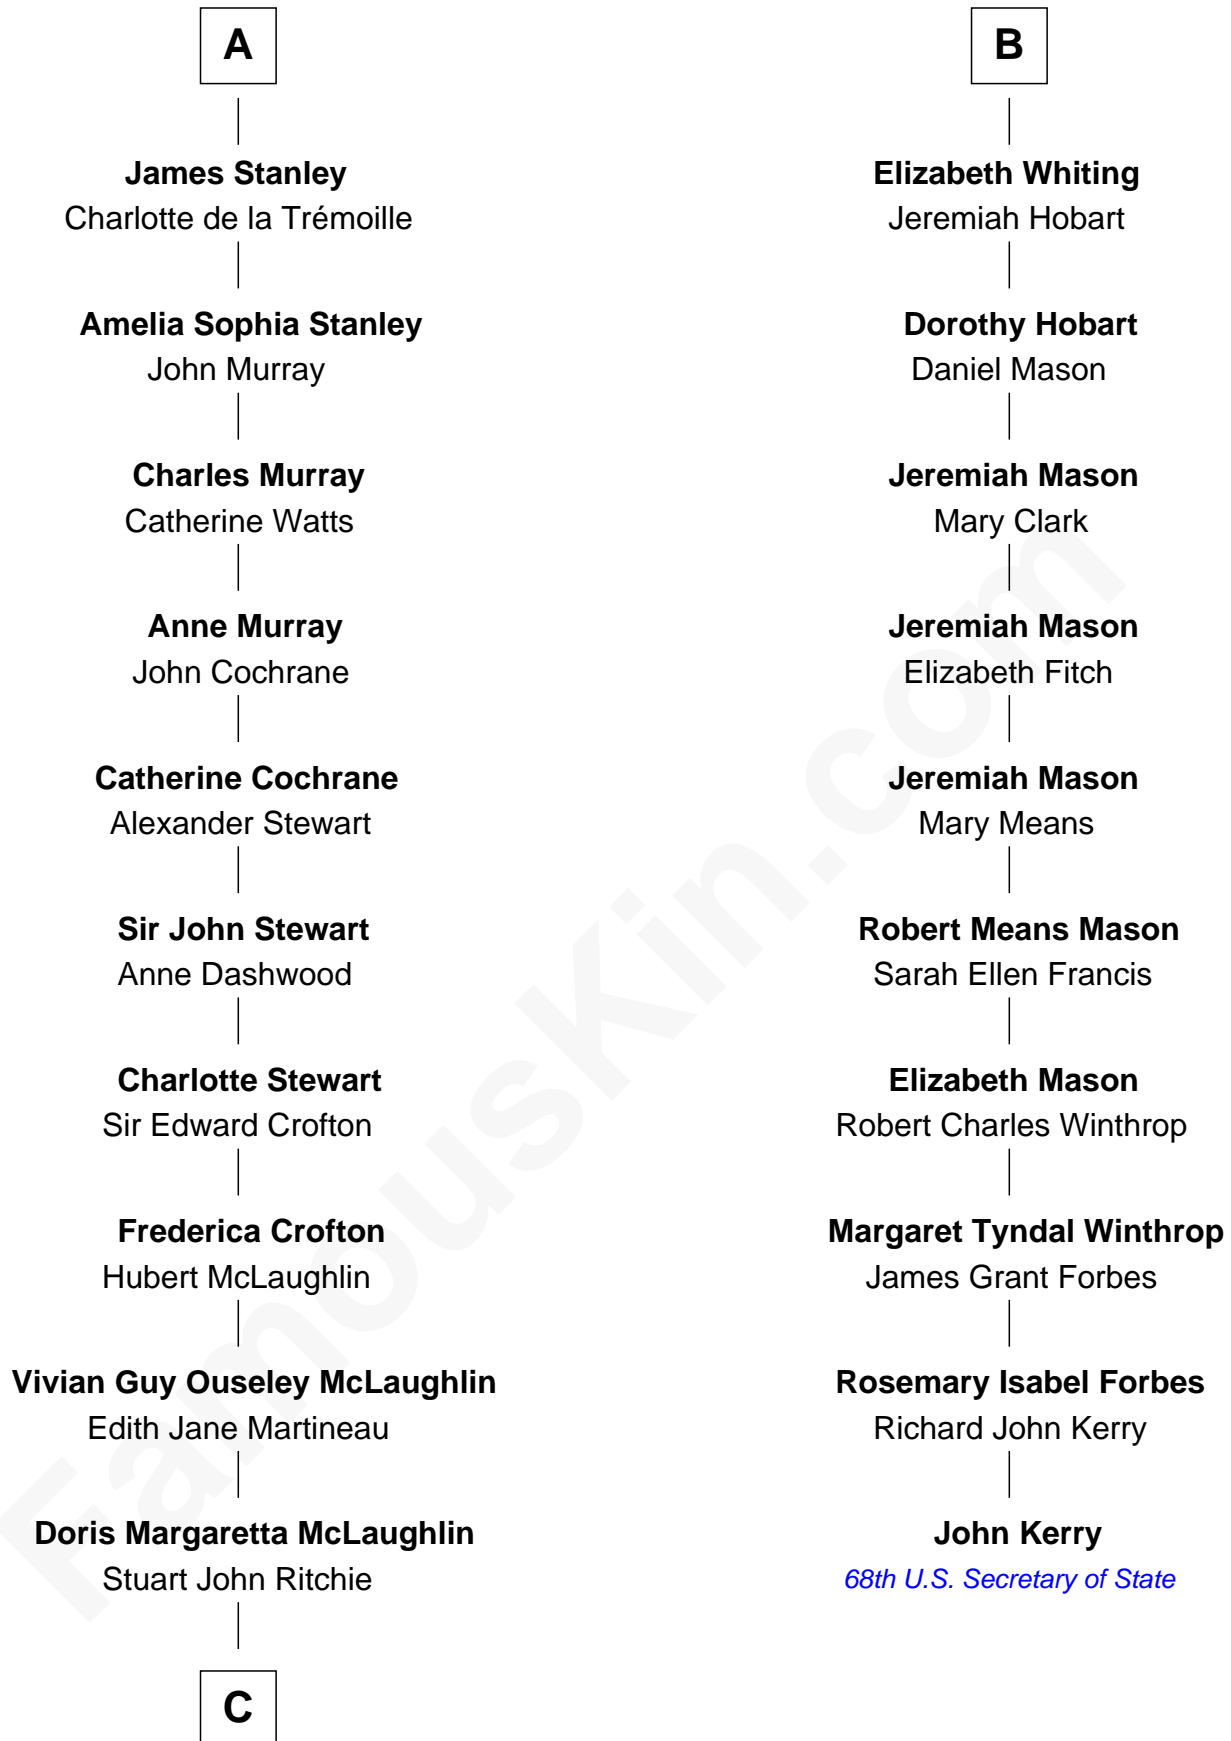 A
James Stanley
Charlotte de la Trémoille
Amelia Sophia Stanley
John Murray
Charles Murray
Catherine Watts
Anne Murray
John Cochrane
Catherine Cochrane
Alexander Stewart
Sir John Stewart
Anne Dashwood
Charlotte Stewart
Sir Edward Crofton
Frederica Crofton
Hubert McLaughlin
Vivian Guy Ouseley McLaughlin
Edith Jane Martineau
Doris Margaretta McLaughlin
Stuart John Ritchie
C
B
Elizabeth Whiting
Jeremiah Hobart
Dorothy Hobart
Daniel Mason
Jeremiah Mason
Mary Clark
Jeremiah Mason
Elizabeth Fitch
Jeremiah Mason
Mary Means
Robert Means Mason
Sarah Ellen Francis
Elizabeth Mason
Robert Charles Winthrop
Margaret Tyndal Winthrop
James Grant Forbes
Rosemary Isabel Forbes
Richard John Kerry
John Kerry
68th U.S. Secretary of State
FamousKin.com